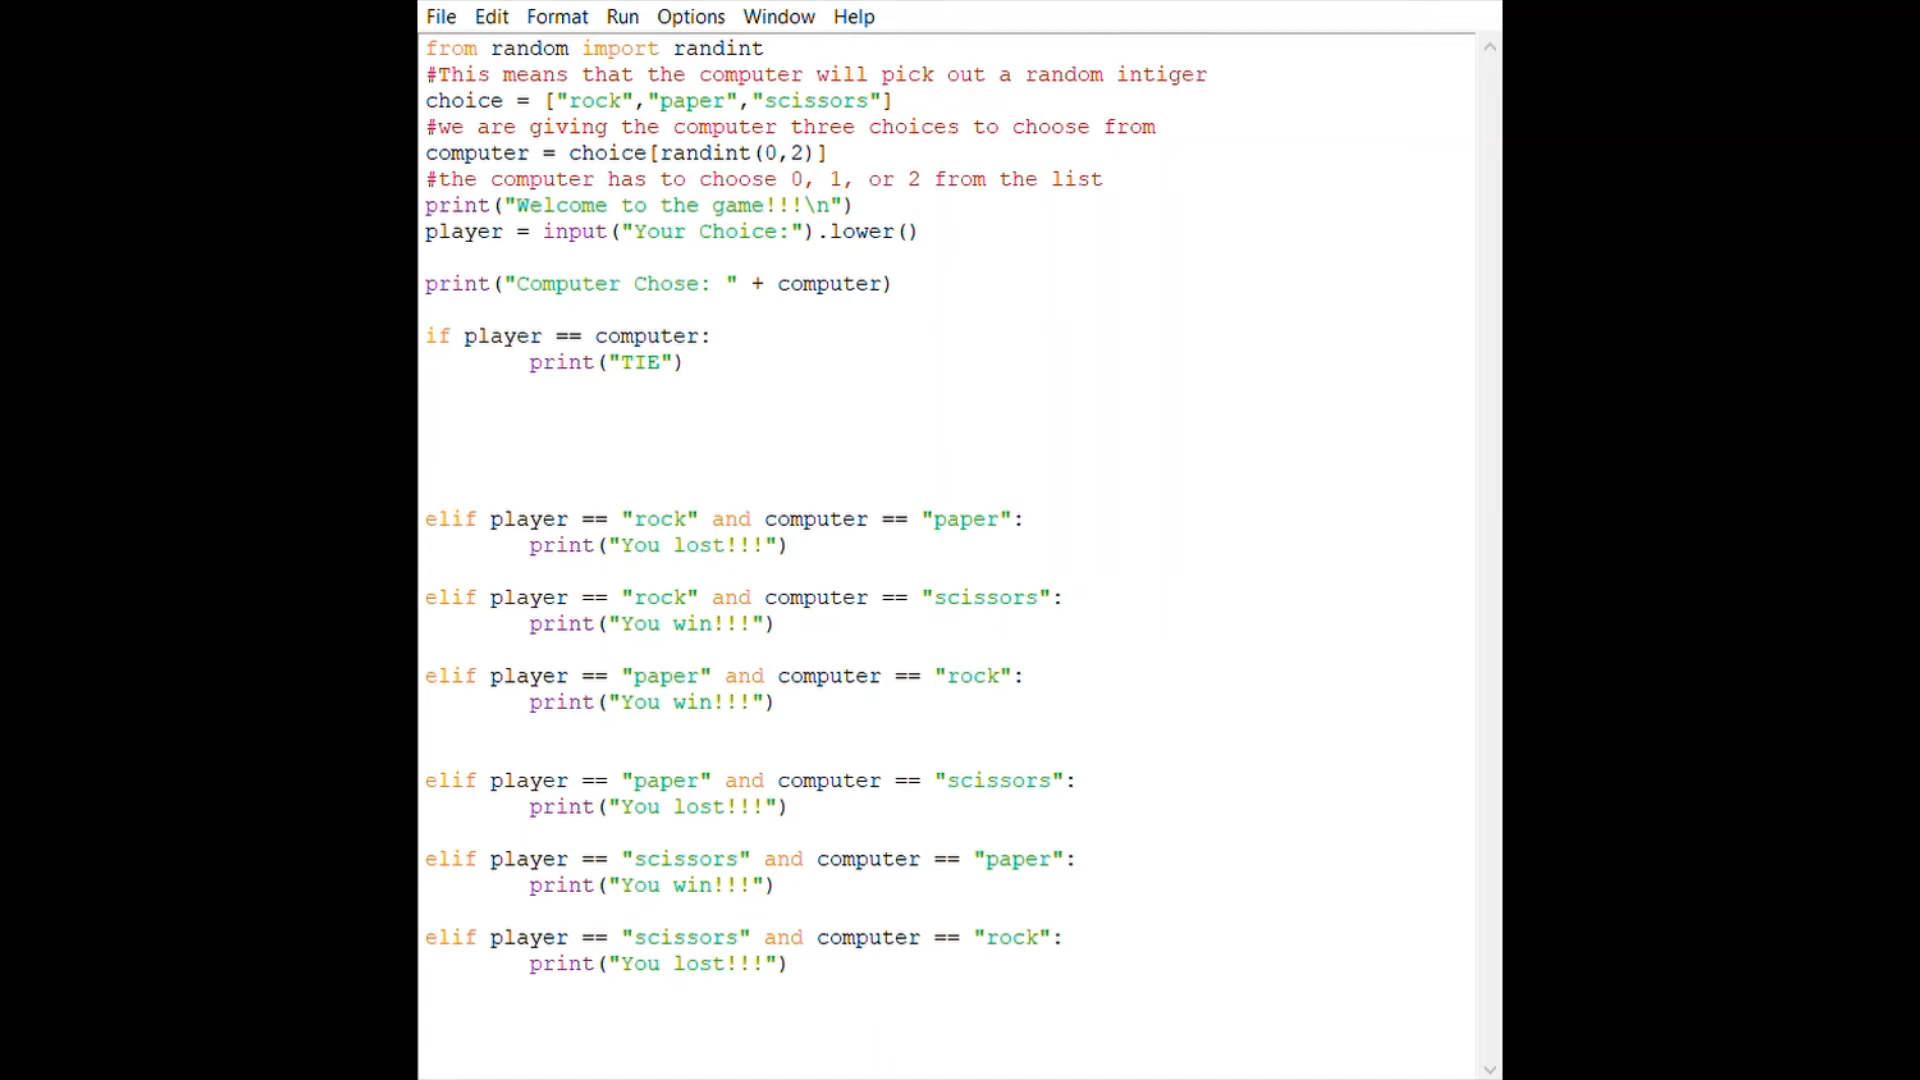 File Edit Format Run Options Window Help
from random import randint
#This means that the computer will pick out a random intiger
choice = ["rock","paper","scissors"]
#we are giving the computer three choices to choose from
computer = choice[randint(0,2)]
#the computer has to choose 0, 1, or 2 from the list
print("Welcome to the game!!!\n")
player = input("Your Choice:").lower()
print("Computer Chose: " + computer)
if player == computer:
print("TIE")
elif player == "rock" and computer == "paper":
print("You lost!!!")
elif player == "rock" and computer == "scissors":
print("You win!!!")
elif player == "paper" and computer == "rock":
print("You win!!!")
elif player == "paper" and computer == "scissors":
print("You lost!!!")
elif player == "scissors" and computer == "paper":
print("You win!!!")
elif player == "scissors" and computer == "rock":
print("You lost!!!")